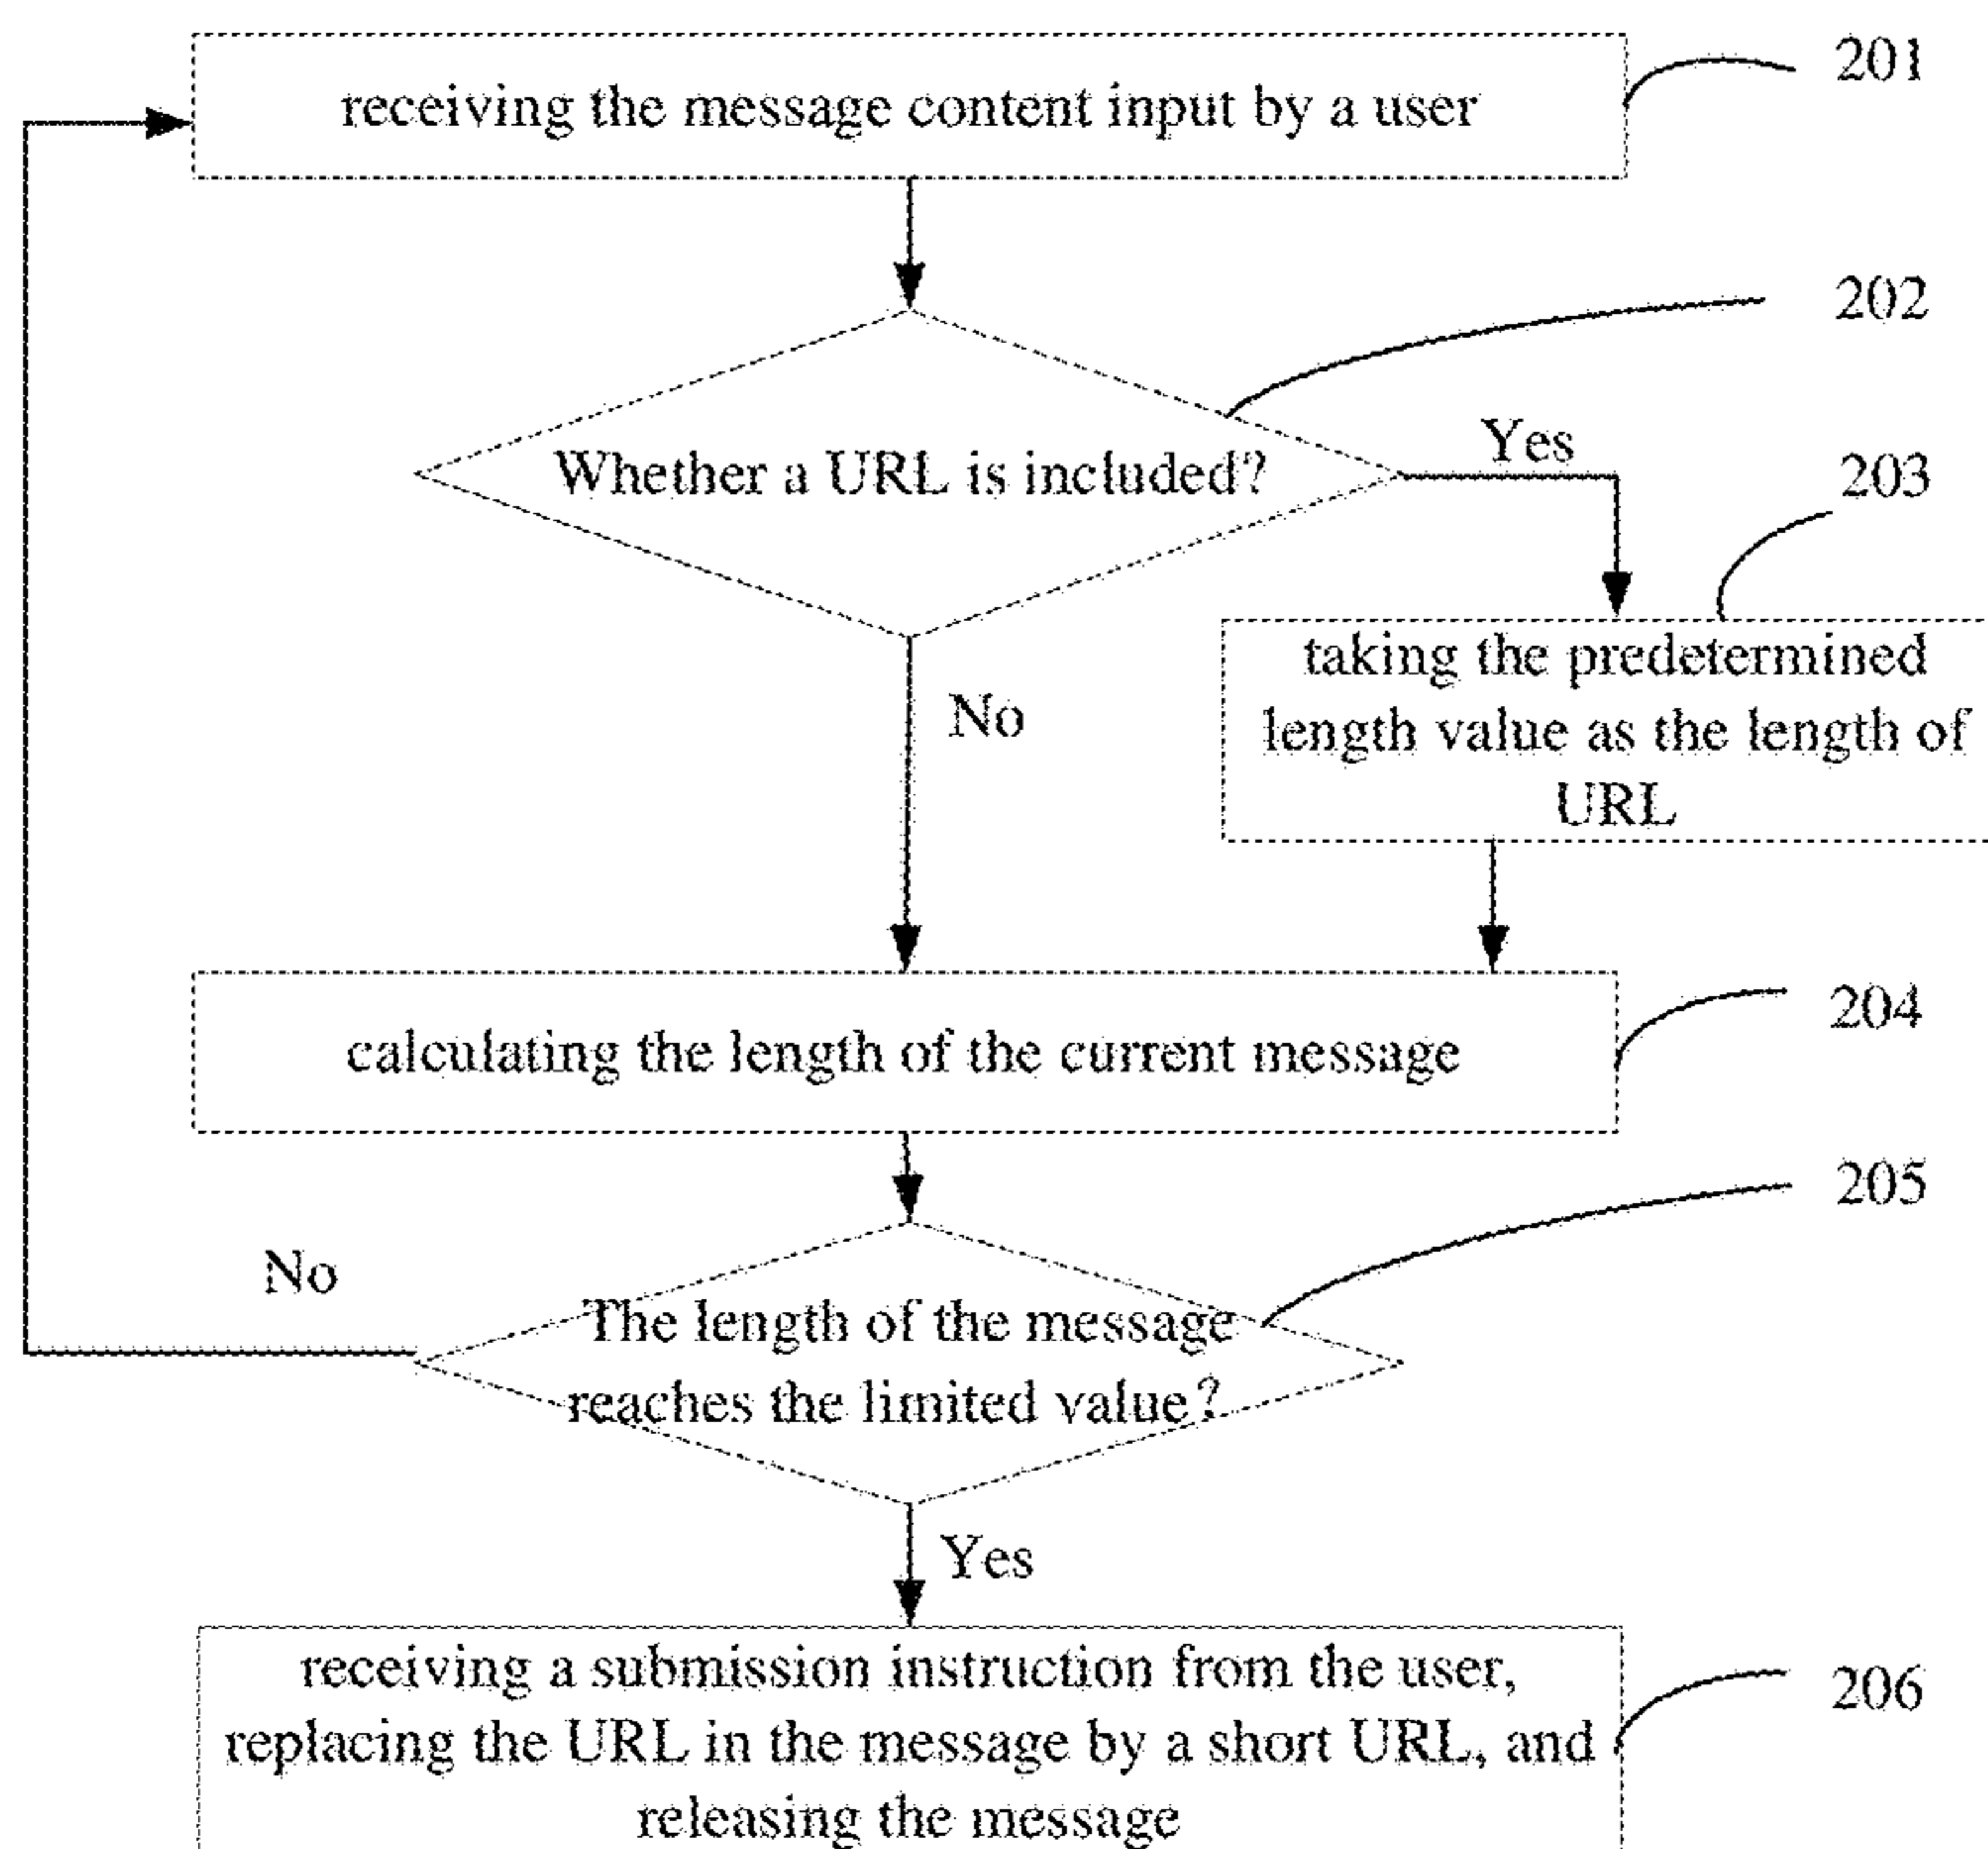 receiving the message content input by a user
201
202
Whether a URL is included?
Yes
203
taking the predetermined
length value as the length of
URL
No
calculating the length of the current message
204
205
No
The length of the message
reaches the limited value?
Yes
receiving a submission instruction from the user,
replacing the URL in the message by a short URL, and
releasing the message
206